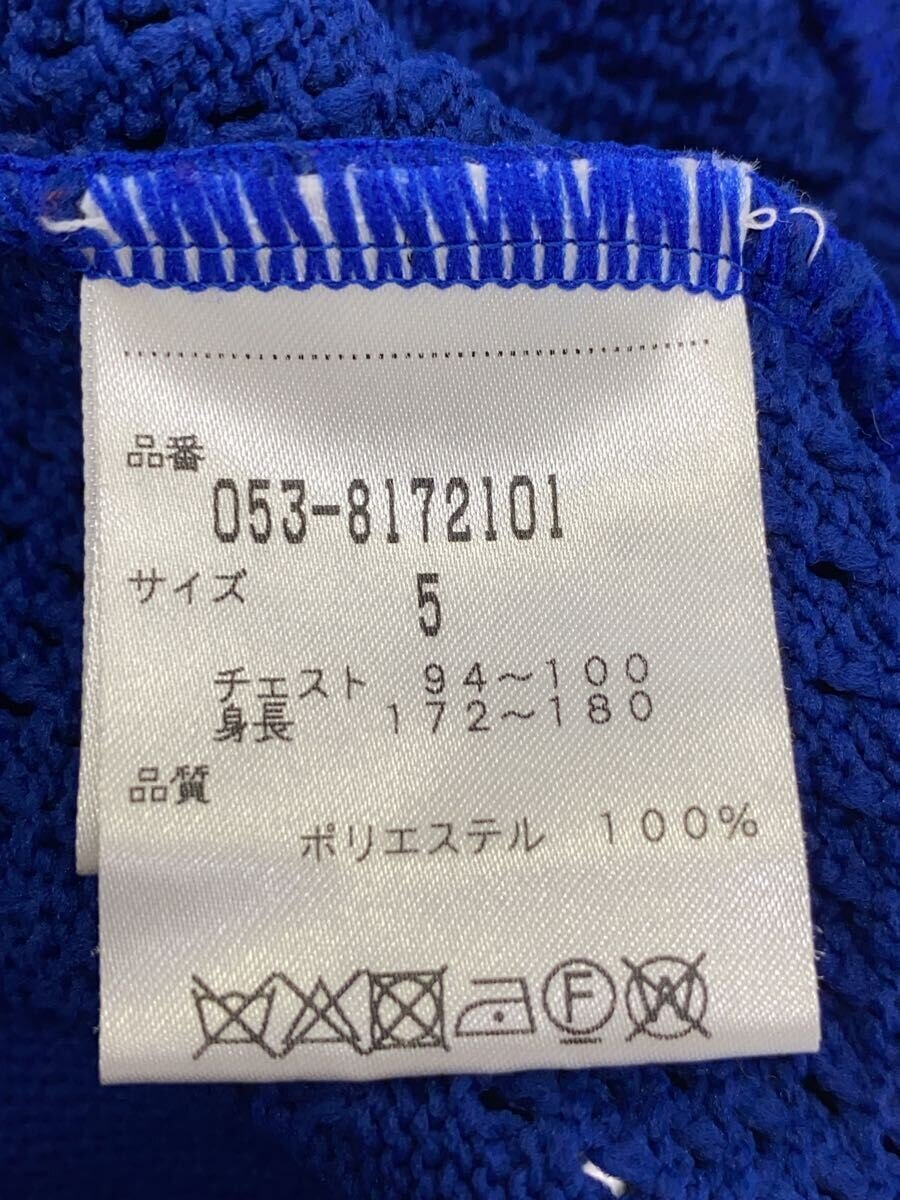 品番
053-8172101
サイズ 5
チェスト 94～100
身長 172～180
品質
ポリエステル 100%
F W